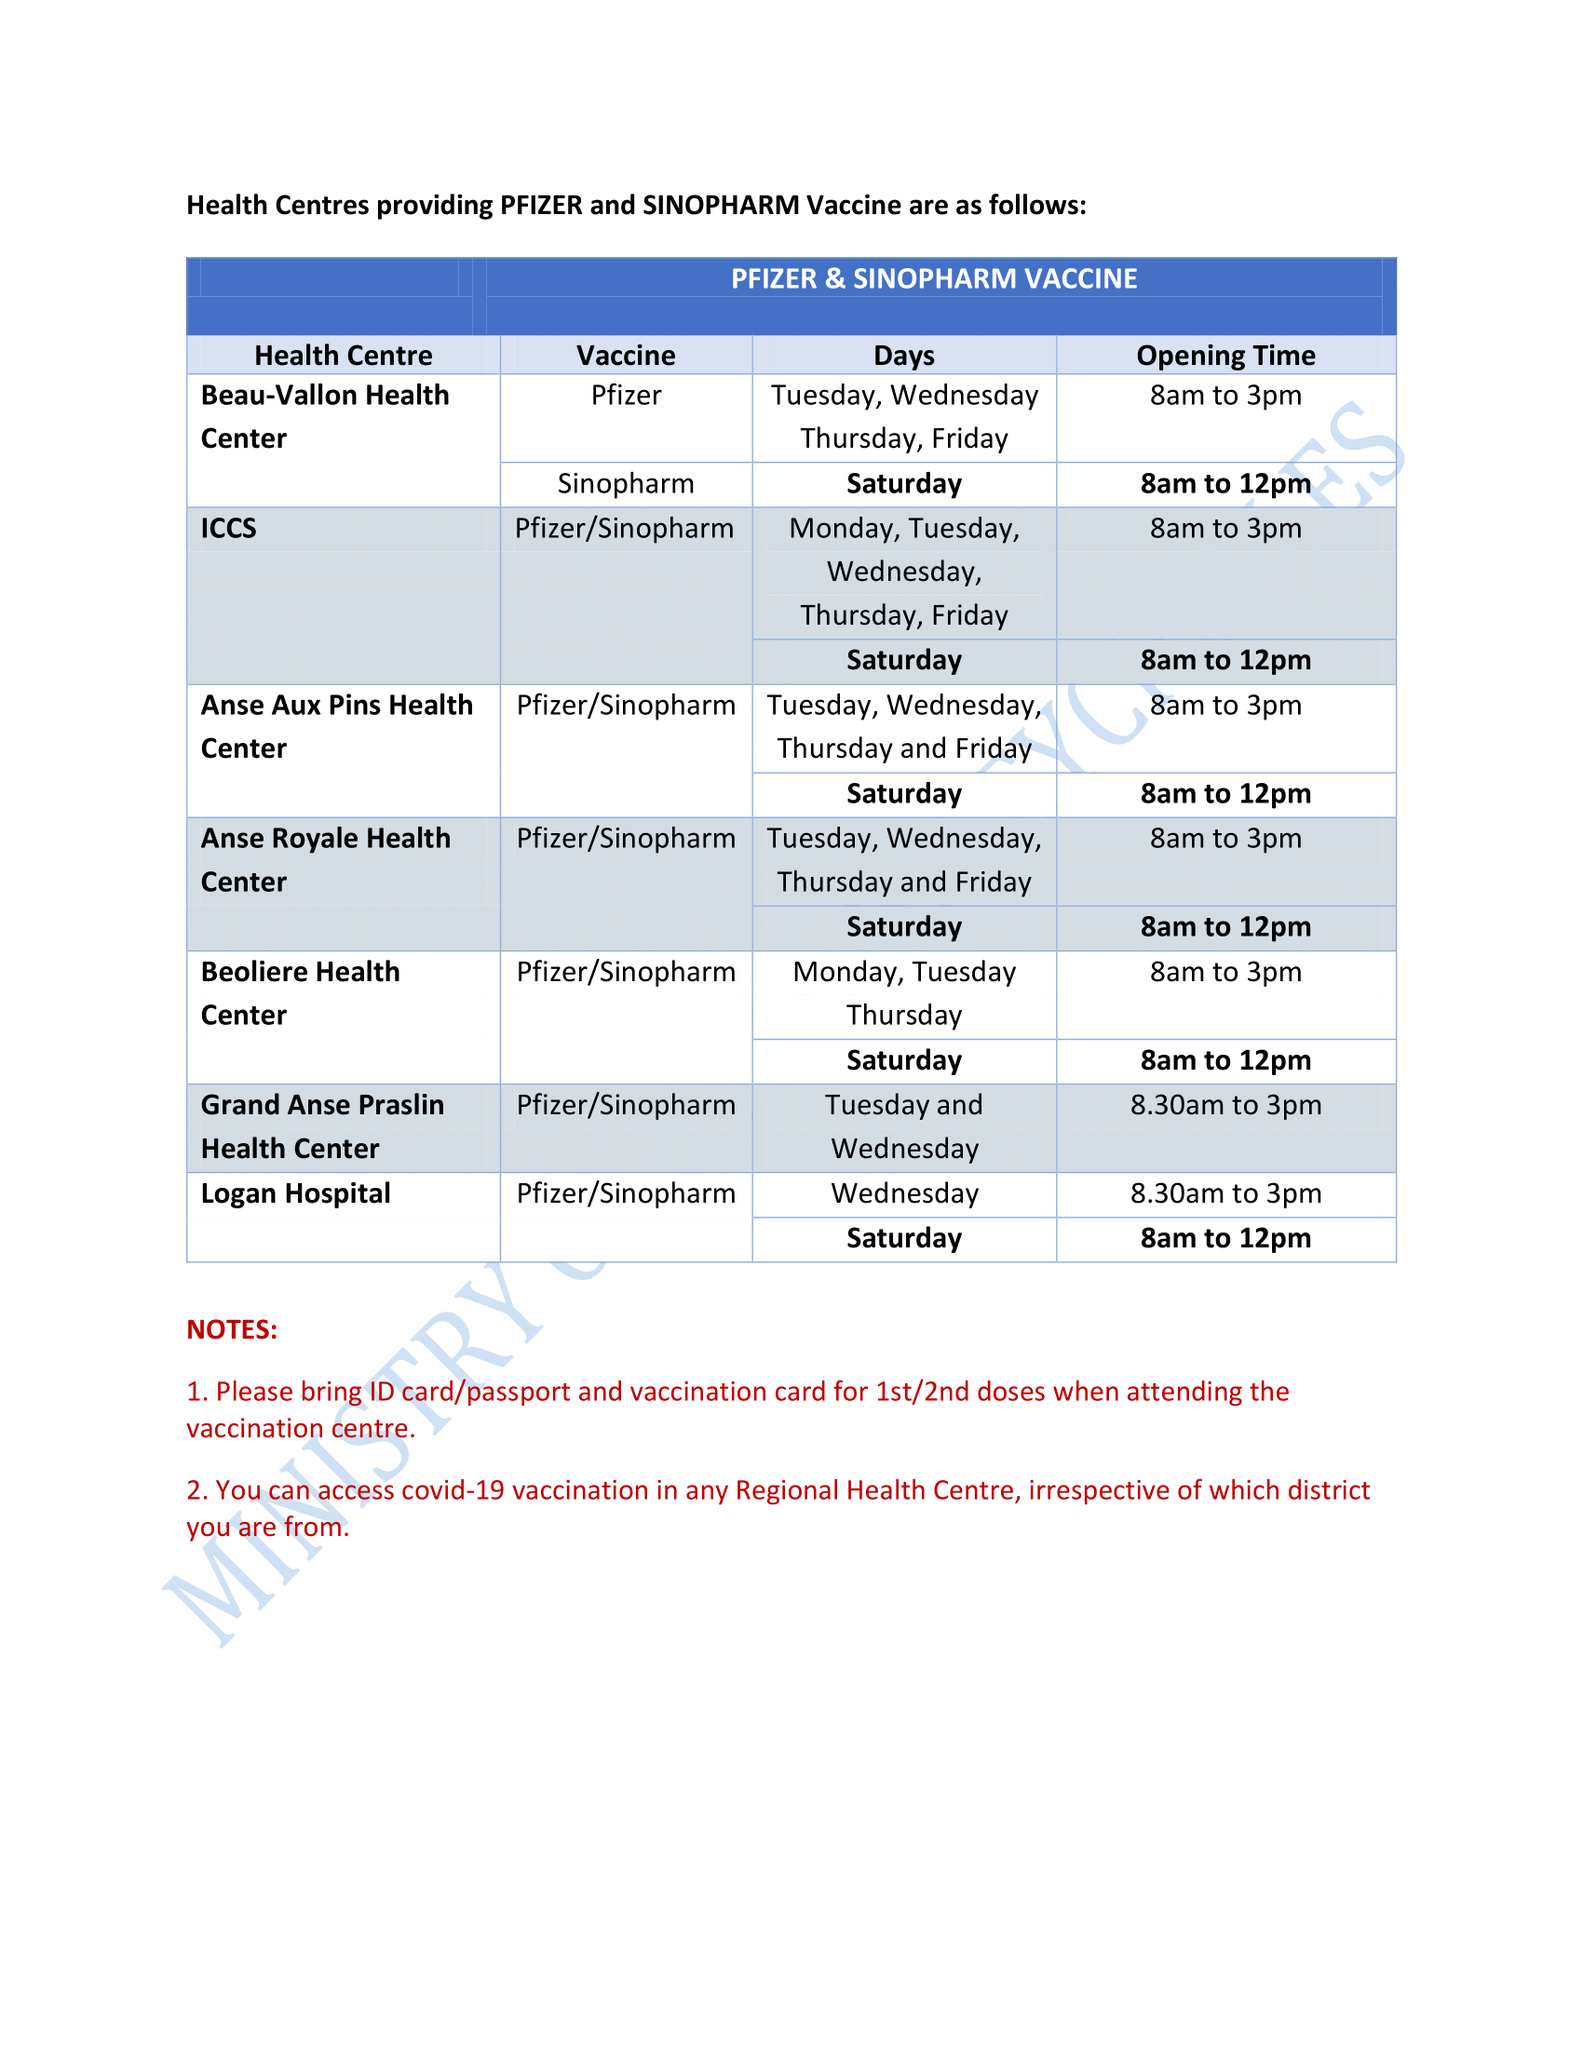 Health Centres providing PFIZER and SINOPHARM Vaccine are as follows:
PFIZER & SINOPHARM VACCINE
Health Centre Vaccine Days Opening Time
Beau-Vallon Health Pfizer Tuesday, Wednesday 8am to 3pm
Center Thursday, Friday
Sinopharm Saturday 8am to 12pm
ICCS Pfizer/Sinopharm Monday, Tuesday, 8am to 3pm
Wednesday,
Thursday, Friday
Saturday 8am to 12pm
Anse Aux Pins Health Pfizer/Sinopharm Tuesday, Wednesday, 8am to 3pm
Center Thursday and Friday
Saturday 8am to 12pm
Anse Royale Health Pfizer/Sinopharm Tuesday, Wednesday, 8am to 3pm
Center Thursday and Friday
Saturday 8am to 12pm
Beoliere Health Pfizer/Sinopharm Monday, Tuesday 8am to 3pm
Center Thursday
Saturday 8am to 12pm
Grand Anse Praslin Pfizer/Sinopharm Tuesday and 8.30am to 3pm
Health Center Wednesday
Logan Hospital Pfizer/Sinopharm Wednesday 8.30am to 3pm
Saturday 8am to 12pm
NOTES:
1. Please bring ID card/passport and vaccination card for 1st/2nd doses when attending the
vaccination centre.
2. You can access covid-19 vaccination in any Regional Health Centre, irrespective of which district
you are from.
MINISTRY